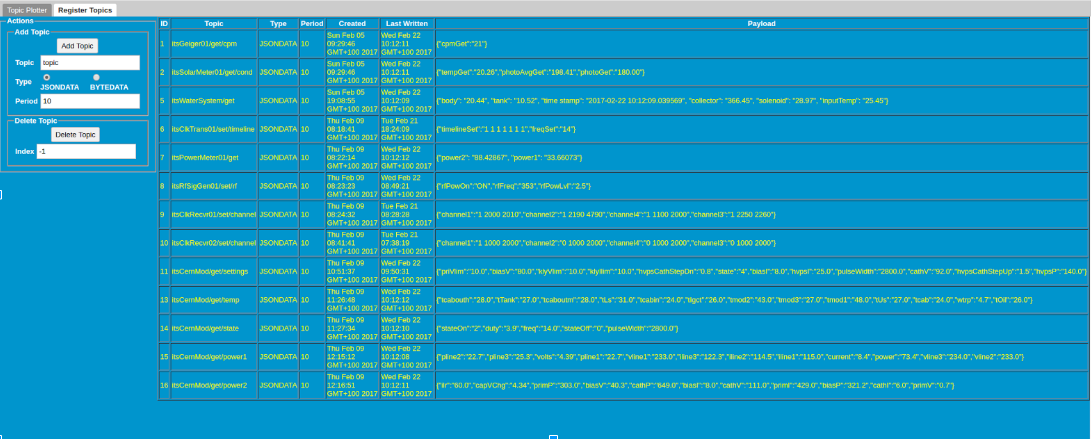 Topic Plotter Register Topics
Actions
Add Topic
Add Topic
Topic topic
Type JSONDATA BYTEDATA
Period 10
Delete Topic
Delete Topic
Index -1
ID Topic Type Period Created Last Written Payload
1 itsGeiger01/get/cpm JSONDATA 10 Sun Feb 05 09:29:46 GMT+100 2017 Wed Feb 22 10:12:11 GMT+100 2017 {"cpmGet":"21"}
2 itsSolarMeter01/get/cond JSONDATA 10 Sun Feb 05 09:29:46 GMT+100 2017 Wed Feb 22 10:12:11 GMT+100 2017 {"tempGet":"20.26","photoAvgGet":"198.41","photoGet":"180.00"}
5 itsWaterSystem/get JSONDATA 10 Sun Feb 05 19:08:55 GMT+100 2017 Wed Feb 22 10:12:09 GMT+100 2017 {"body": "20.44", "tank": "10.52", "time stamp": "2017-02-22 10:12:09.039569", "collector": "366.45", "solenoid": "28.97", "inputTemp": "25.45"}
6 itsClkTrans01/set/timeline JSONDATA 10 Thu Feb 09 08:18:41 GMT+100 2017 Tue Feb 21 18:24:09 GMT+100 2017 {"timelineSet":"1 1 1 1 1 1","freqSet":"14"}
7 itsPowerMeter01/get JSONDATA 10 Thu Feb 09 08:22:14 GMT+100 2017 Wed Feb 22 10:12:12 GMT+100 2017 {"power2": "88.42867", "power1": "33.66073"}
8 itsRfSigGen01/set/rf JSONDATA 10 Thu Feb 09 08:23:23 GMT+100 2017 Wed Feb 22 08:49:21 GMT+100 2017 {"rfPowOn":"ON","rfFreq":"353","rfPowLvl":"2.5"}
9 itsClkRecvr01/set/channel JSONDATA 10 Thu Feb 09 08:24:32 GMT+100 2017 Tue Feb 21 08:28:28 GMT+100 2017 {"channel1":"1 2000 2010","channel2":"1 2190 4790","channel4":"1 1100 2000","channel3":"1 2250 2260"}
10 itsClkRecvr02/set/channel JSONDATA 10 Thu Feb 09 08:41:41 GMT+100 2017 Tue Feb 21 07:38:19 GMT+100 2017 {"channel1":"1 1000 2000","channel2":"0 1000 2000","channel4":"0 1000 2000","channel3":"0 1000 2000"}
11 itsCernMod/get/settings JSONDATA 10 Thu Feb 09 10:51:37 GMT+100 2017 Wed Feb 22 09:50:31 GMT+100 2017 {"priVlim":"10.0","biasV":"80.0","klyVlim":"10.0","klyIlim":"10.0","hvpsCathStepDn":"0.8","state":"4","biasI":"8.0","hvpsI":"25.0","pulseWidth":"2800.0","cathV":"92.0","hvpsCathStepUp":"1.5","hvpsP":"140.0"}
13 itsCernMod/get/temp JSONDATA 10 Thu Feb 09 11:26:48 GMT+100 2017 Wed Feb 22 10:12:12 GMT+100 2017 {"tcabouth":"28.0","tTank":"27.0","tcaboutm":"28.0","tLs":"31.0","tcabin":"24.0","tigct":"26.0","tmod2":"43.0","tmod3":"27.0","tmod1":"48.0","tUs":"27.0","tcab":"24.0","wtrp":"4.7","tOil":"26.0"}
14 itsCernMod/get/state JSONDATA 10 Thu Feb 09 11:27:34 GMT+100 2017 Wed Feb 22 10:12:10 GMT+100 2017 {"stateOn":"2","duty":"3.9","freq":"14.0","stateOff":"0","pulseWidth":"2800.0"}
15 itsCernMod/get/power1 JSONDATA 10 Thu Feb 09 12:15:12 GMT+100 2017 Wed Feb 22 10:12:08 GMT+100 2017 {"pline2":"22.7","pline3":"25.3","volts":"4.39","pline1":"22.7","vline1":"233.0","iline3":"122.3","iline2":"114.5","iline1":"115.0","current":"8.4","power":"73.4","vline3":"234.0","vline2":"233.0"}
16 itsCernMod/get/power2 JSONDATA 10 Thu Feb 09 12:16:51 GMT+100 2017 Wed Feb 22 10:12:11 GMT+100 2017 "60.0","capVChg":"4.34","primP":"303.0","biasV":"40.3","cathP":"649.0","biasI":"8.0","cathV":"111.0","primI":"429.0","biasP":"321.2","cathI":"6.0","primV":"0.7"}